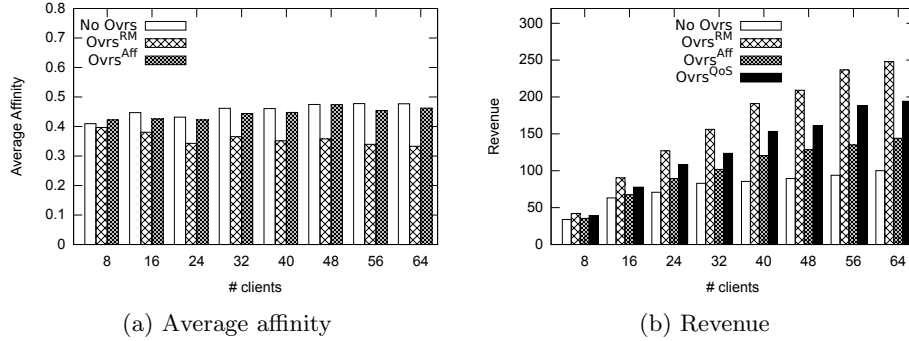 0.8
0.7
0.6
0.5
0.4
0.3
0.2
0.1
0
Average Affinity
No Ovrs
Ovrs^RM
Ovrs^Aff
8 16 24 32 40 48 56 64
# clients
(a) Average affinity
300
250
200
150
100
50
0
Revenue
No Ovrs
Ovrs^RM
Ovrs^Aff
Ovrs^QoS
8 16 24 32 40 48 56 64
# clients
(b) Revenue